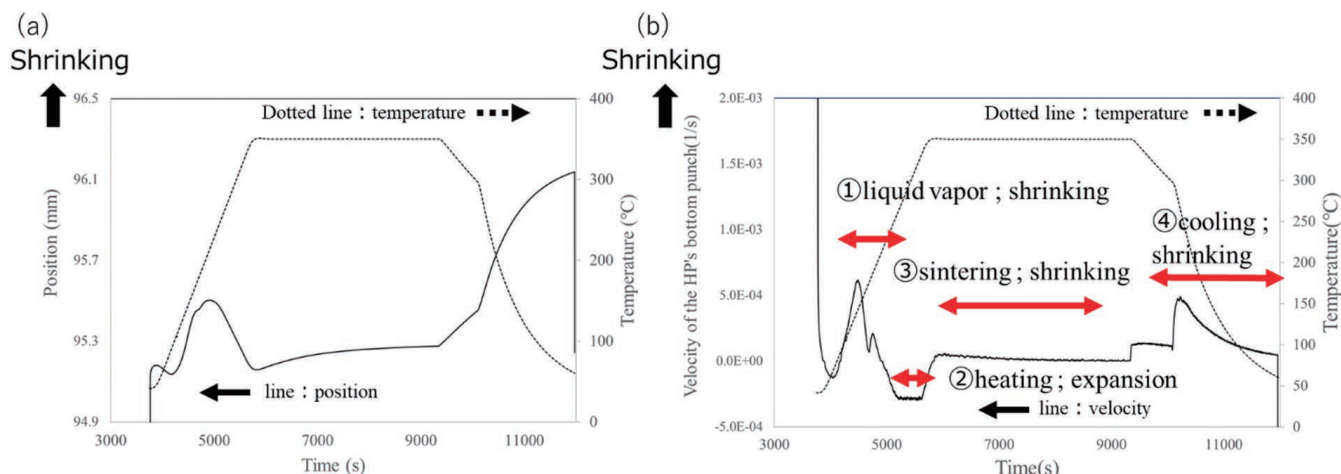 (a)
Shrinking
96.5
96.1
95.7
95.3
94.9
Position (mm)
Dotted line：temperature
line：position
400
300
200
100
0
Temperature (℃)
3000
5000
7000
9000
11000
Time (s)
(b)
Shrinking
2.0E-03
1.5E-03
1.0E-03
5.0E-04
0.0E+00
-5.0E-04
Velocity of the HP's bottom punch(1/s)
Dotted line：temperature
①liquid vapor ; shrinking
④cooling ;
shrinking
③sintering ; shrinking
②heating ; expansion
line：velocity
400
350
300
250
200
150
100
50
0
Temperature(℃)
3000
5000
7000
9000
11000
Time(s)